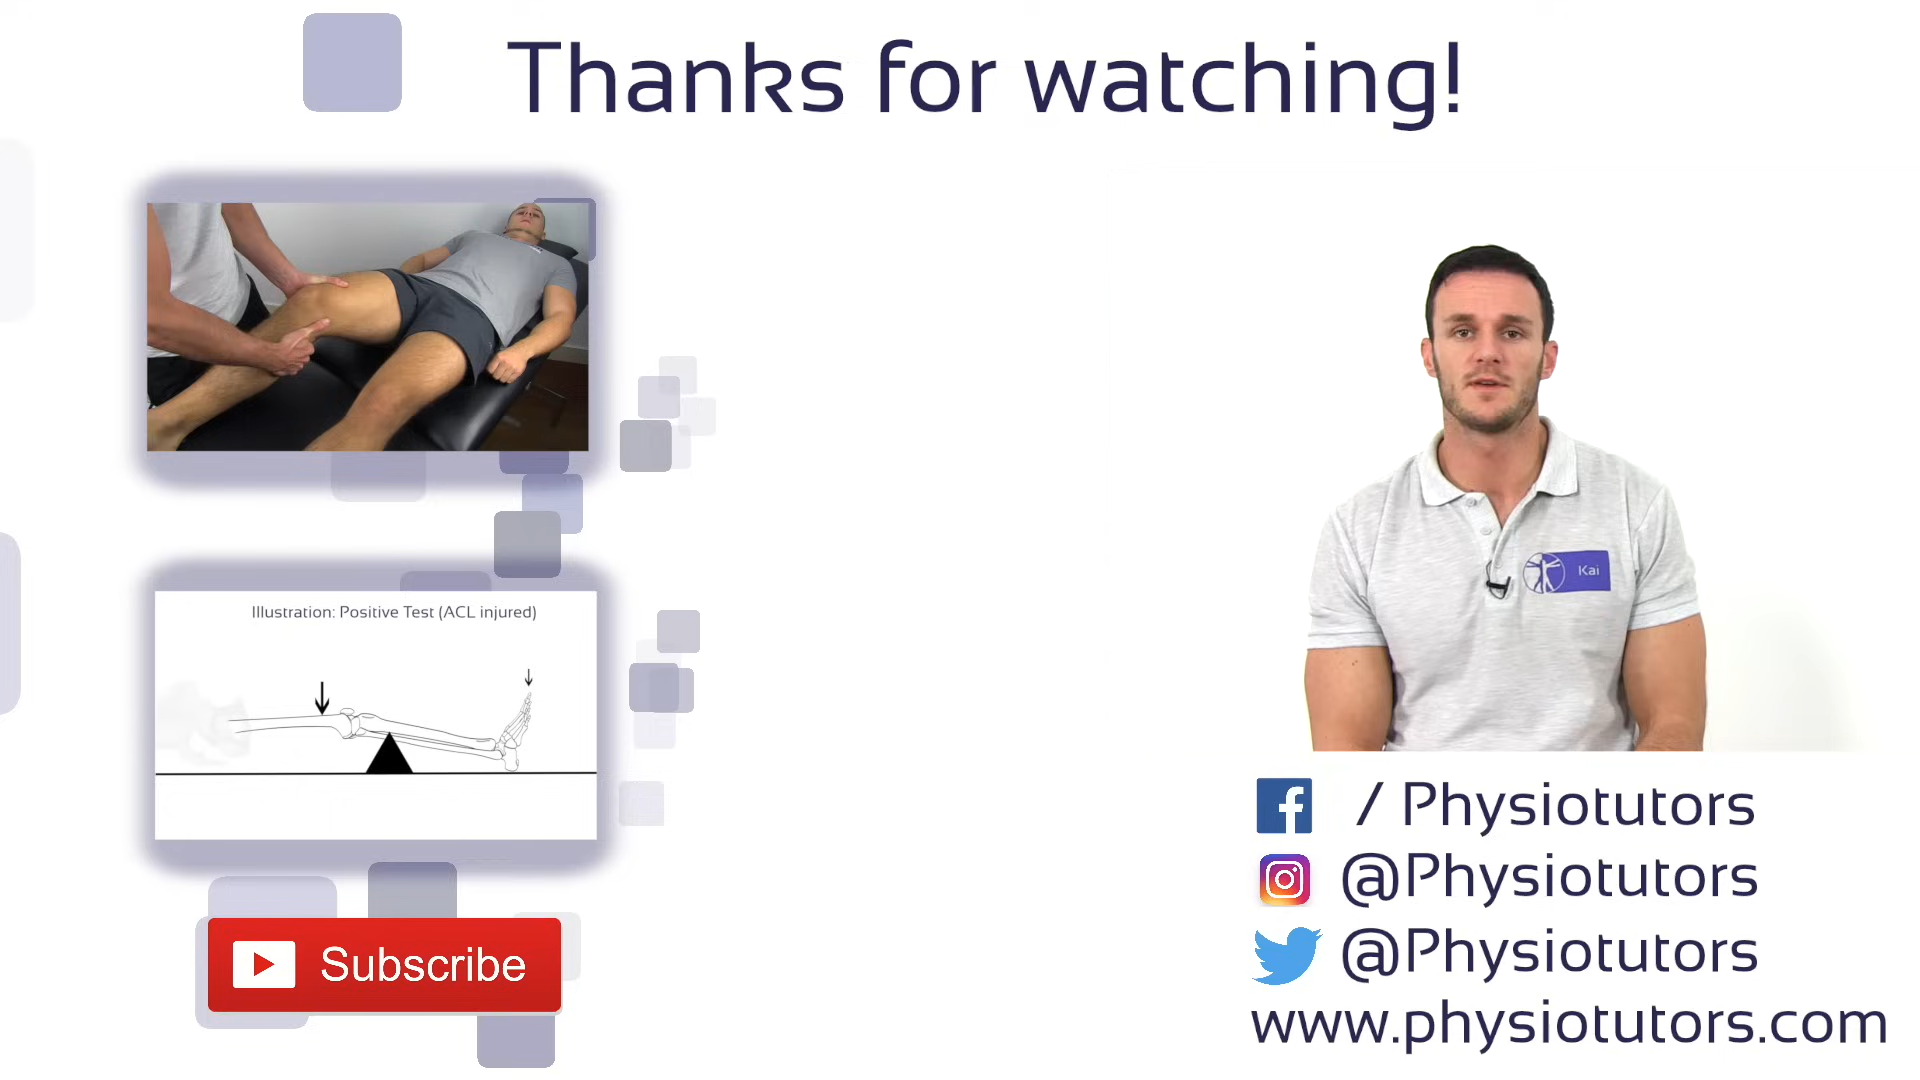 Thanks for watching!
Illustration: Positive Test (ACL injured)
Kai
Subscribe
/ Physiotutors
@Physiotutors
@Physiotutors
www.physiotutors.com